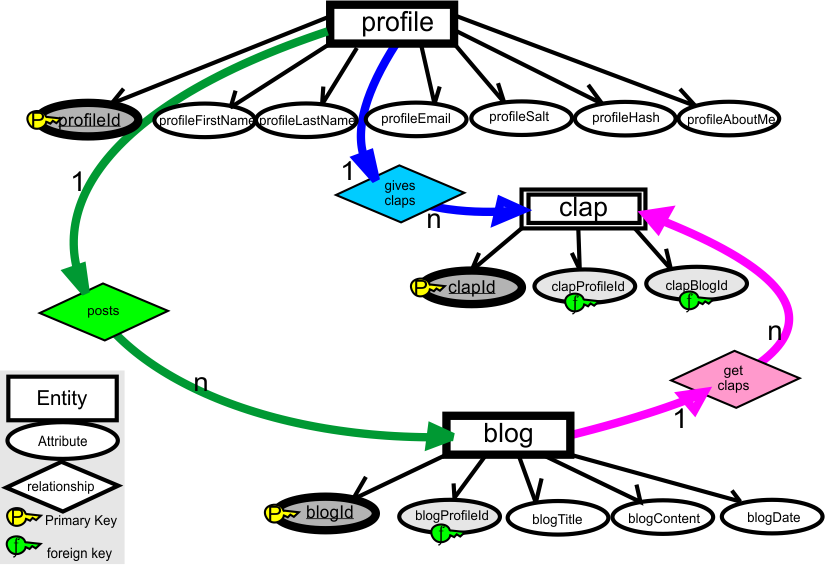 profile
profileId
profileFirstName
profileLastName
profileEmail
profileSalt
profileHash
profileAboutMe
P
1
1
gives
claps
n
clap
clapId
clapProfileId
clapBlogId
P
f
f
posts
n
n
get
claps
1
blog
blogId
blogProfileId
blogTitle
blogContent
blogDate
P
f
Entity
Attribute
relationship
P Primary Key
f foreign key